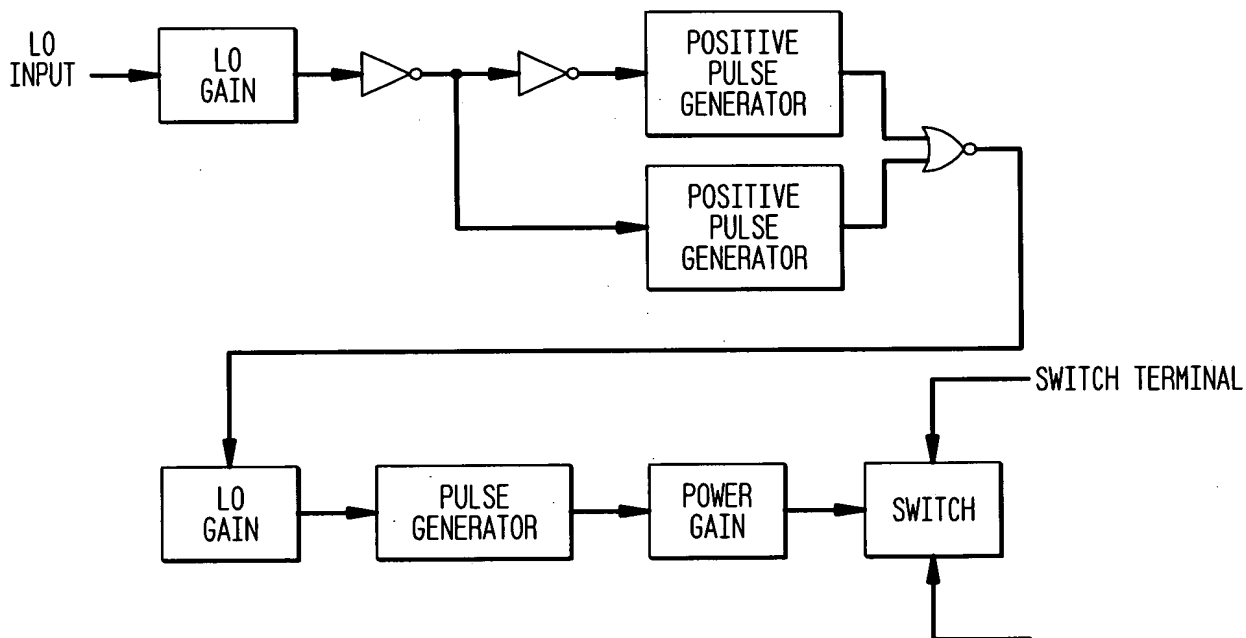 LO
INPUT
LO
GAIN
POSITIVE
PULSE
GENERATOR
POSITIVE
PULSE
GENERATOR
SWITCH TERMINAL
LO
GAIN
PULSE
GENERATOR
POWER
GAIN
SWITCH